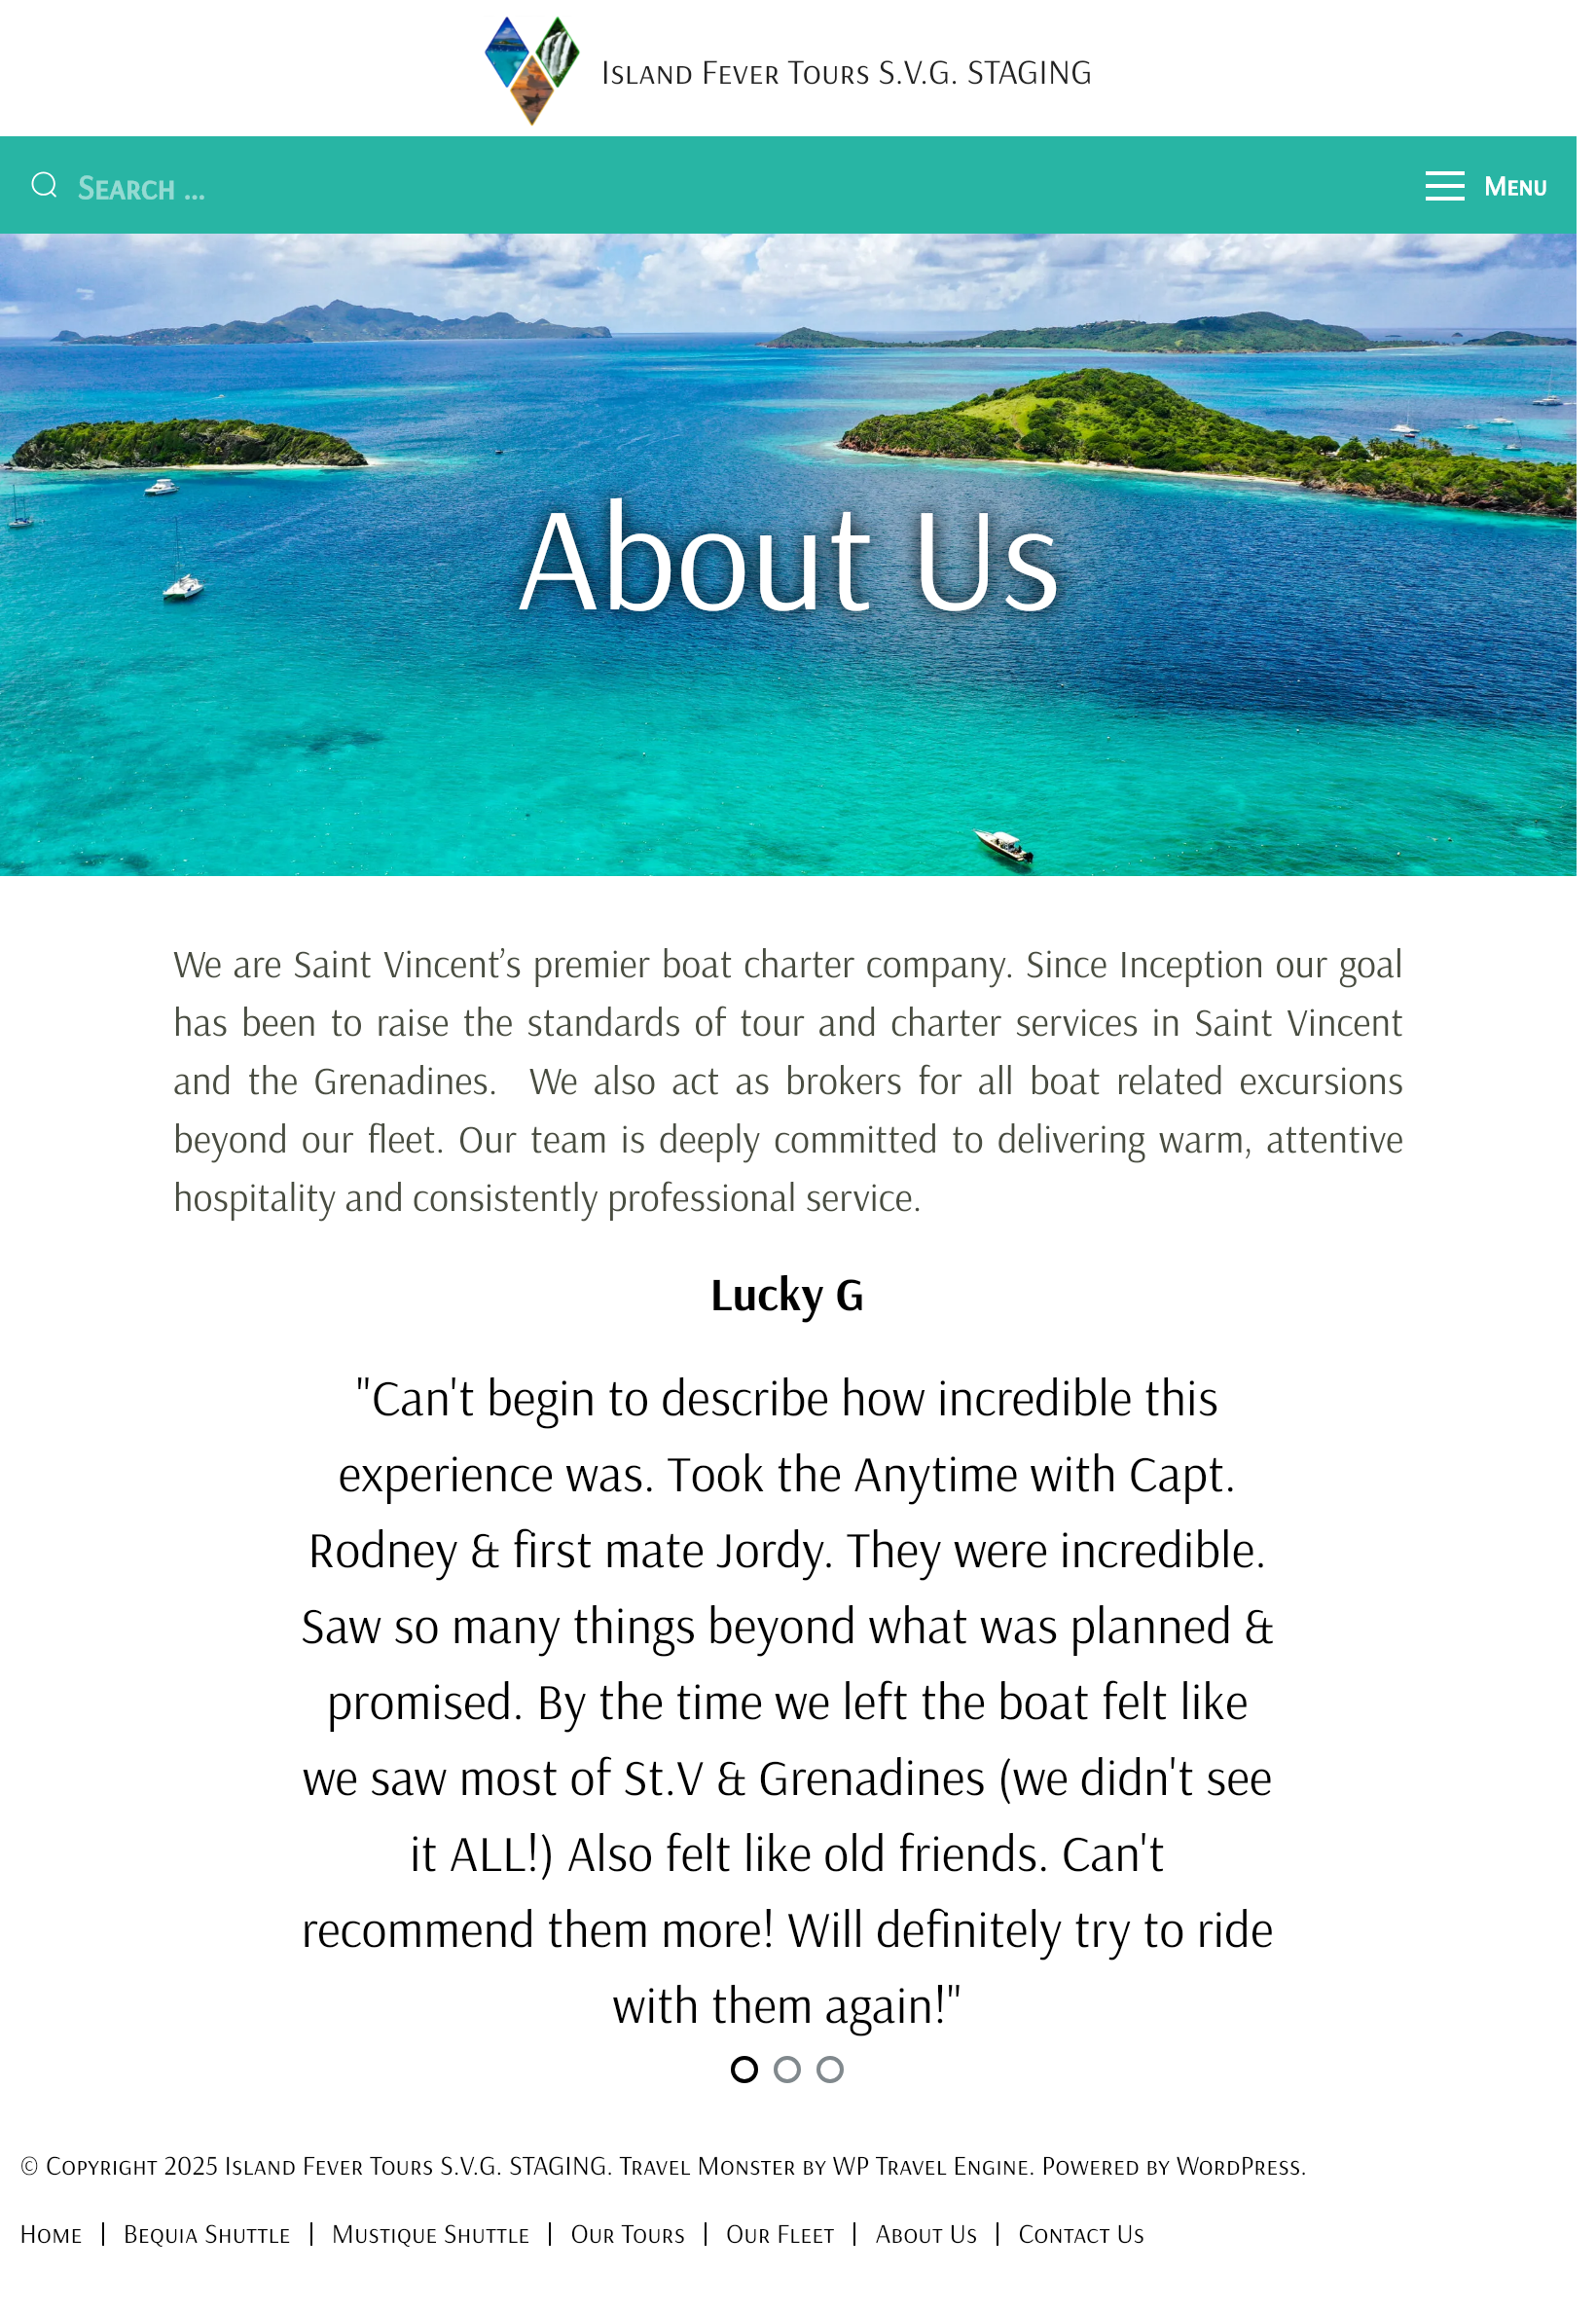 Island Fever Tours S.V.G. STAGING
Search ...
Menu
About Us
We are Saint Vincent’s premier boat charter company. Since Inception our goal
has been to raise the standards of tour and charter services in Saint Vincent
and the Grenadines.  We also act as brokers for all boat related excursions
beyond our fleet. Our team is deeply committed to delivering warm, attentive
hospitality and consistently professional service.
Lucky G
"Can't begin to describe how incredible this
experience was. Took the Anytime with Capt.
Rodney & first mate Jordy. They were incredible.
Saw so many things beyond what was planned &
promised. By the time we left the boat felt like
we saw most of St.V & Grenadines (we didn't see
it ALL!) Also felt like old friends. Can't
recommend them more! Will definitely try to ride
with them again!"
© Copyright 2025 Island Fever Tours S.V.G. STAGING. Travel Monster by WP Travel Engine. Powered by WordPress.
Home | Bequia Shuttle | Mustique Shuttle | Our Tours | Our Fleet | About Us | Contact Us